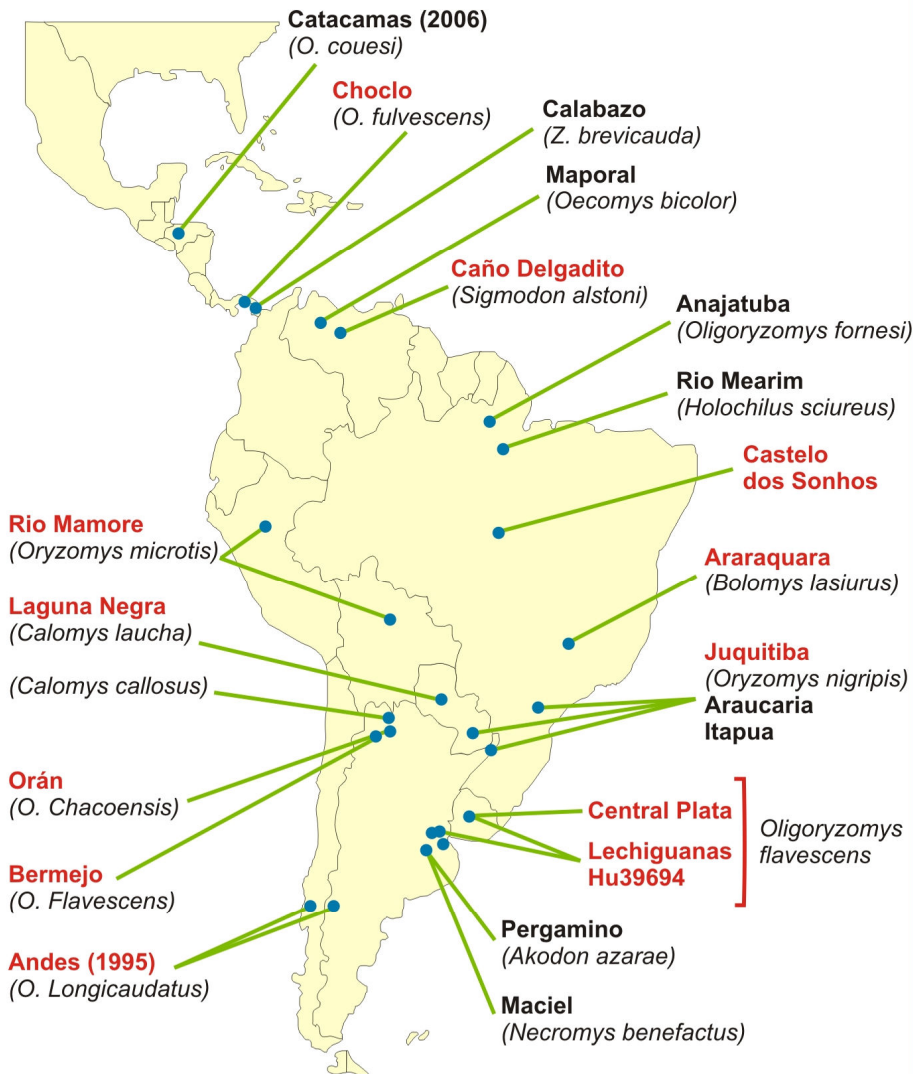 Catacamas (2006)
(O. couesi)
Choclo
(O. fulvescens)
Calabazo
(Z. brevicauda)
Maporal
(Oecomys bicolor)
Caño Delgadito
(Sigmodon alstoni)
Anajatuba
(Oligoryzomys fornesi)
Rio Mearim
(Holochilus sciureus)
Castelo
dos Sonhos
Rio Mamore
(Oryzomys microtis)
Araraquara
(Bolomys lasiurus)
Laguna Negra
(Calomys laucha)
(Calomys callosus)
Juquitiba
(Oryzomys nigripis)
Araucaria
Itapua
Orán
(O. Chacoensis)
Central Plata
Lechiguanas
Hu39694
Oligoryzomys
flavescens
Bermejo
(O. Flavescens)
Pergamino
(Akodon azarae)
Andes (1995)
(O. Longicaudatus)
Maciel
(Necromys benefactus)